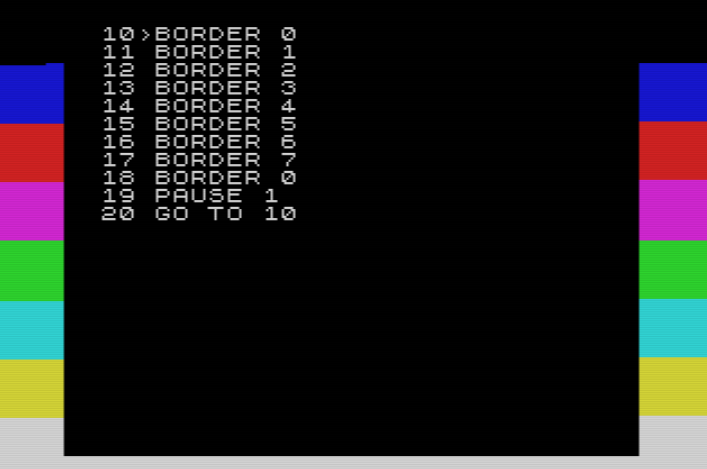 10>BORDER 0
11 BORDER 1
12 BORDER 2
13 BORDER 3
14 BORDER 4
15 BORDER 5
16 BORDER 6
17 BORDER 7
18 BORDER 0
19 PAUSE 1
20 GO TO 10